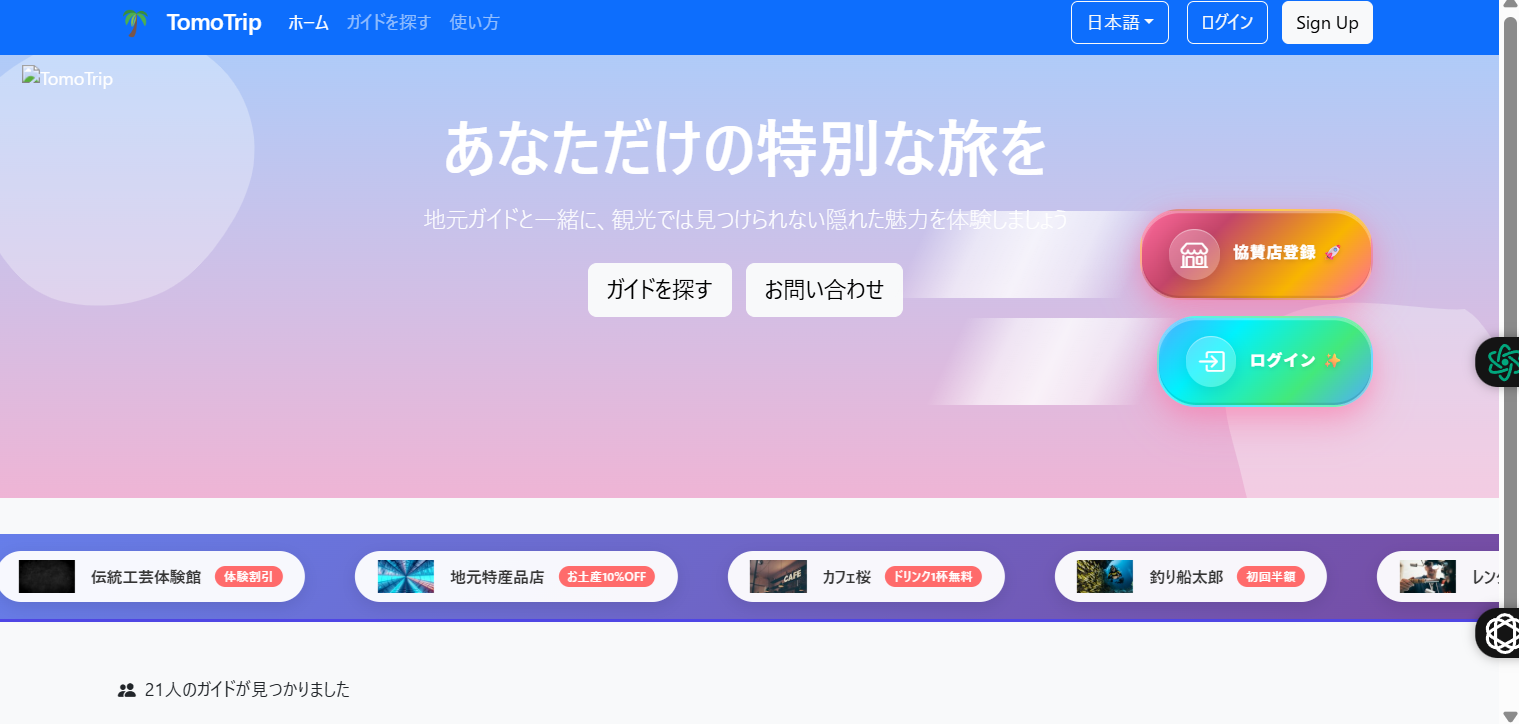 TomoTrip
ホーム
ガイドを探す
使い方
日本語
ログイン
Sign Up
TomoTrip
あなただけの特別な旅を
地元ガイドと一緒に、観光では見つけられない隠れた魅力を体験しましょう
ガイドを探す
お問い合わせ
協賛店登録 🚀
ログイン ✨
伝統工芸体験館
体験割引
地元特産品店
お土産10%OFF
CAFE
カフェ桜
ドリンク1杯無料
釣り船太郎
初回半額
レン
21人のガイドが見つかりました